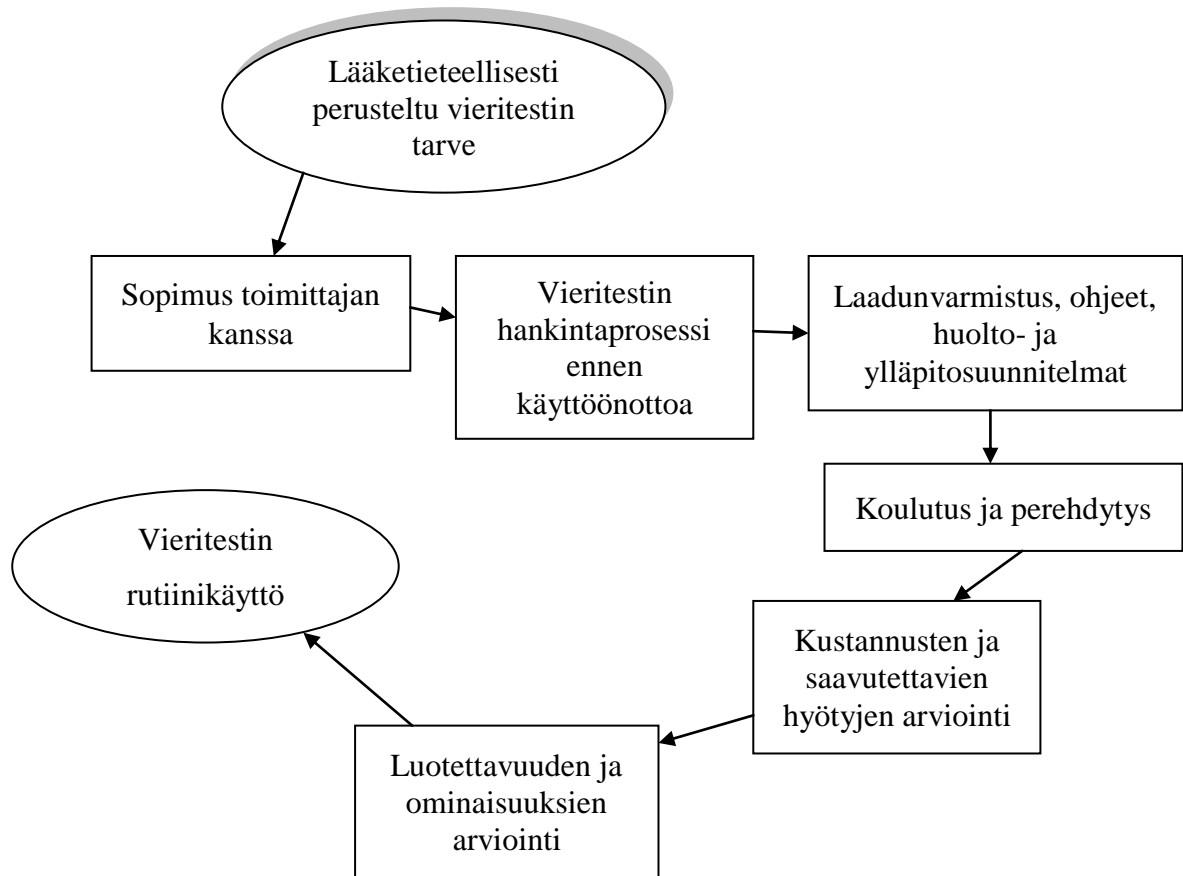 Lääketieteellisesti
perusteltu vieritestin
tarve
Sopimus toimittajan
kanssa
Vieritestin
hankintaprosessi
ennen
käyttöönottoa
Laadunvarmistus, ohjeet,
huolto- ja
ylläpitosuunnitelmat
Koulutus ja perehdytys
Kustannusten ja
saavutettavien
hyötyjen arviointi
Luotettavuuden ja
ominaisuuksien
arviointi
Vieritestin
rutiinikäyttö